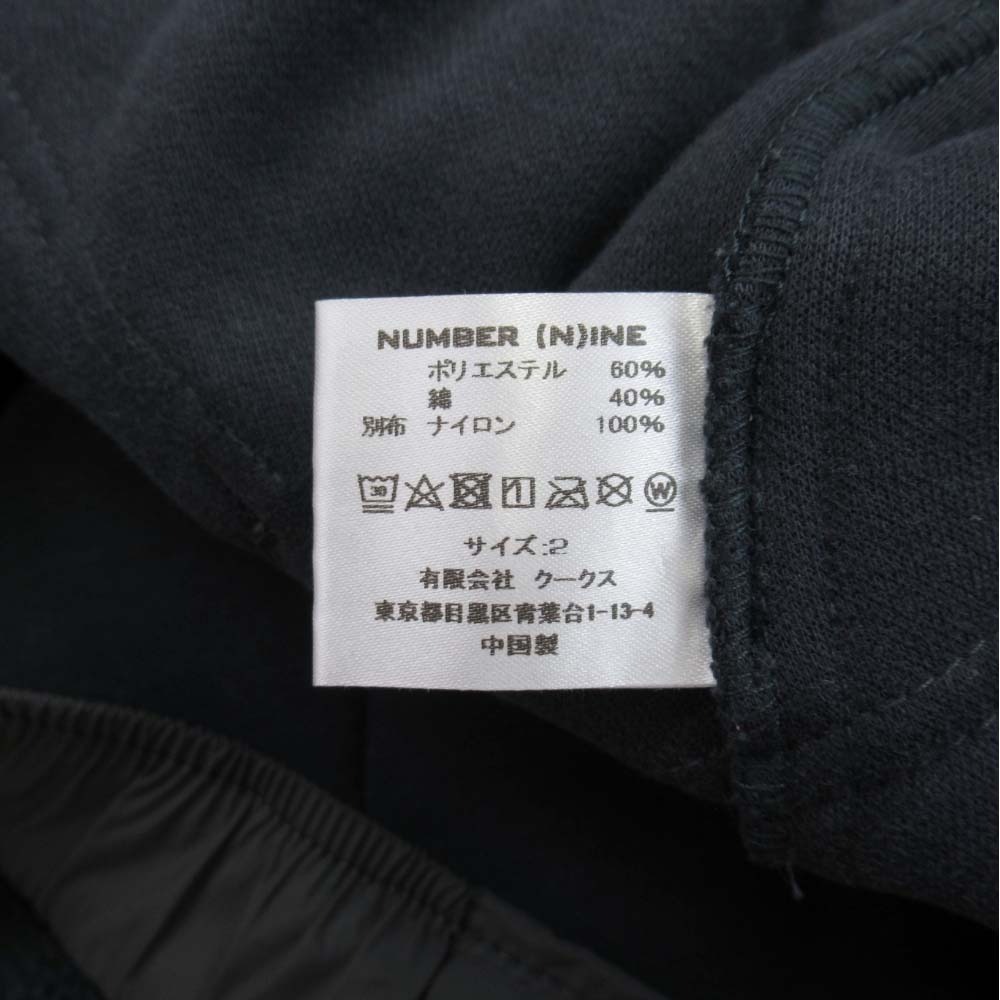 NUMBER (N)INE
ポリエステル 60%
綿 40%
別布 ナイロン 100%
30 W
サイズ:2
有限会社 クークス
東京都目黒区青葉台1-13-4
中国製